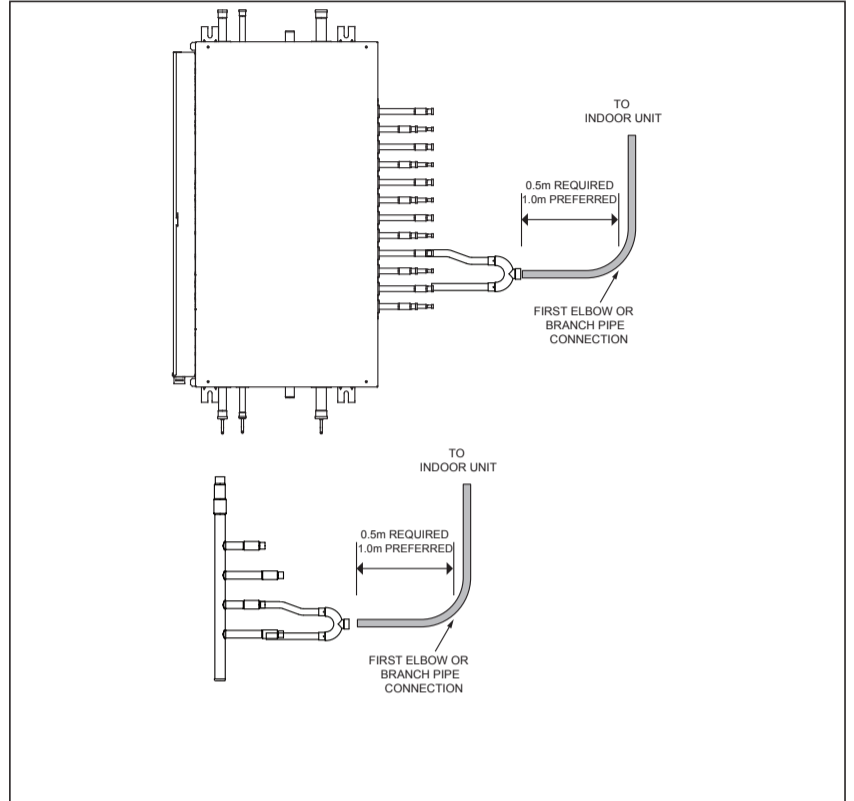 TO
INDOOR UNIT
0.5m REQUIRED
1.0m PREFERRED
FIRST ELBOW OR
BRANCH PIPE
CONNECTION
TO
INDOOR UNIT
0.5m REQUIRED
1.0m PREFERRED
FIRST ELBOW OR
BRANCH PIPE
CONNECTION